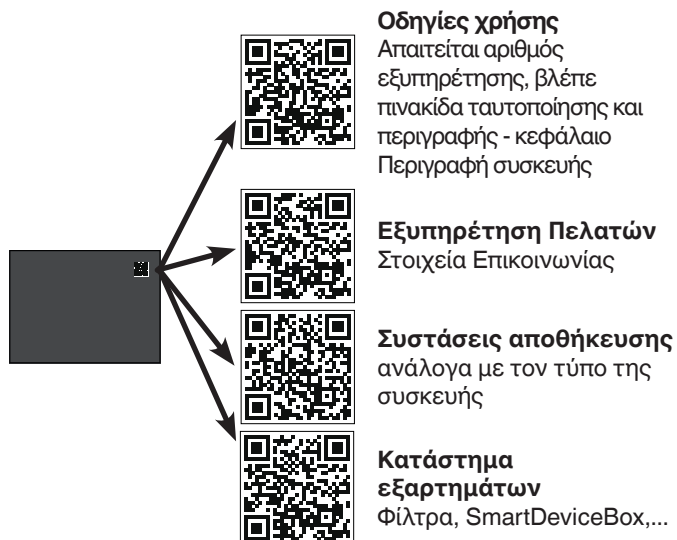 Οδηγίες χρήσης
Απαιτείται αριθμός
εξυπηρέτησης, βλέπε
πινακίδα ταυτοποίησης και
περιγραφής - κεφάλαιο
Περιγραφή συσκευής
Εξυπηρέτηση Πελατών
Στοιχεία Επικοινωνίας
Συστάσεις αποθήκευσης
ανάλογα με τον τύπο της
συσκευής
Κατάστημα
εξαρτημάτων
Φίλτρα, SmartDeviceBox,...